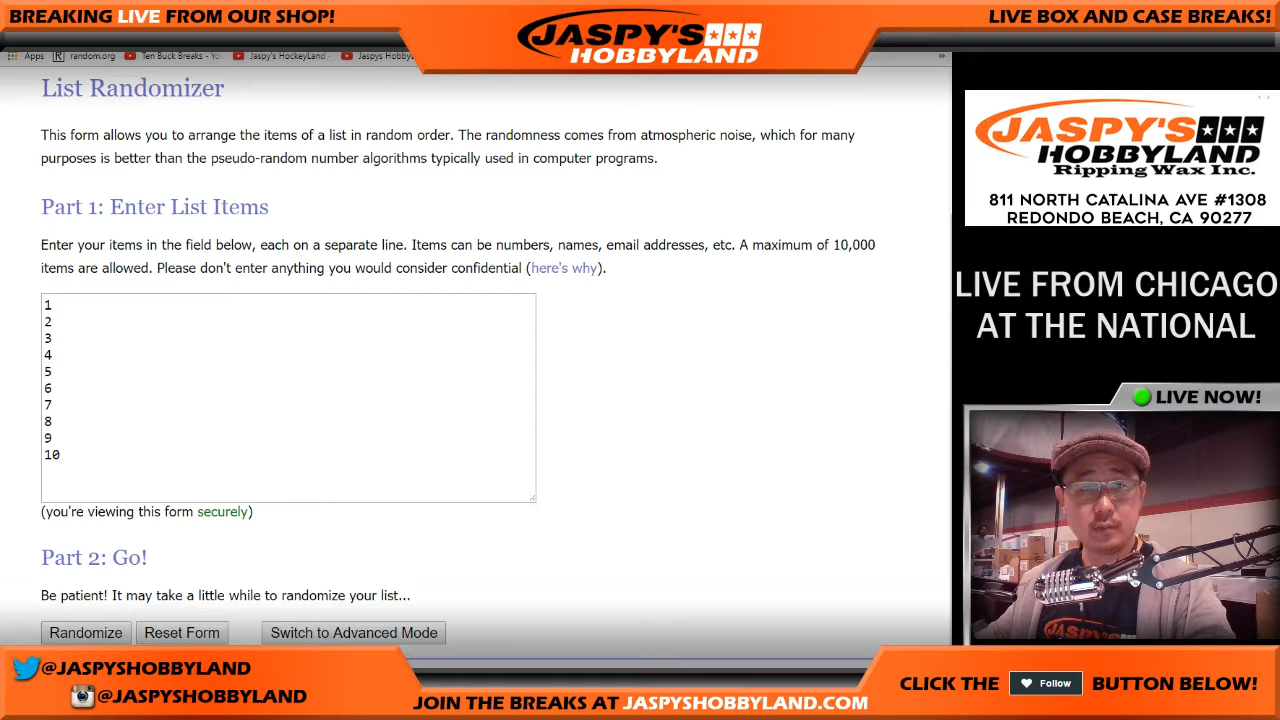 BREAKING LIVE FROM OUR SHOP!
JASPY'S
HOBBYLAND
LIVE BOX AND CASE BREAKS!
Apps
random.org
Ten Buck Breaks - Yo
Jaspy's HockeyLand
Jaspys Hobby
»
List Randomizer
This form allows you to arrange the items of a list in random order. The randomness comes from atmospheric noise, which for many
purposes is better than the pseudo-random number algorithms typically used in computer programs.
Part 1: Enter List Items
Enter your items in the field below, each on a separate line. Items can be numbers, names, email addresses, etc. A maximum of 10,000
items are allowed. Please don't enter anything you would consider confidential (here's why).
1
2
3
4
5
6
7
8
9
10
(you're viewing this form securely)
Part 2: Go!
Be patient! It may take a little while to randomize your list...
Randomize
Reset Form
Switch to Advanced Mode
JASPY'S
HOBBYLAND
Ripping Wax Inc.
811 NORTH CATALINA AVE #1308
REDONDO BEACH, CA 90277
LIVE FROM CHICAGO
AT THE NATIONAL
LIVE NOW!
JASPY'S
@JASPYSHOBBYLAND
@JASPYSHOBBYLAND
JOIN THE BREAKS AT JASPYSHOBBYLAND.COM
CLICK THE Follow BUTTON BELOW!